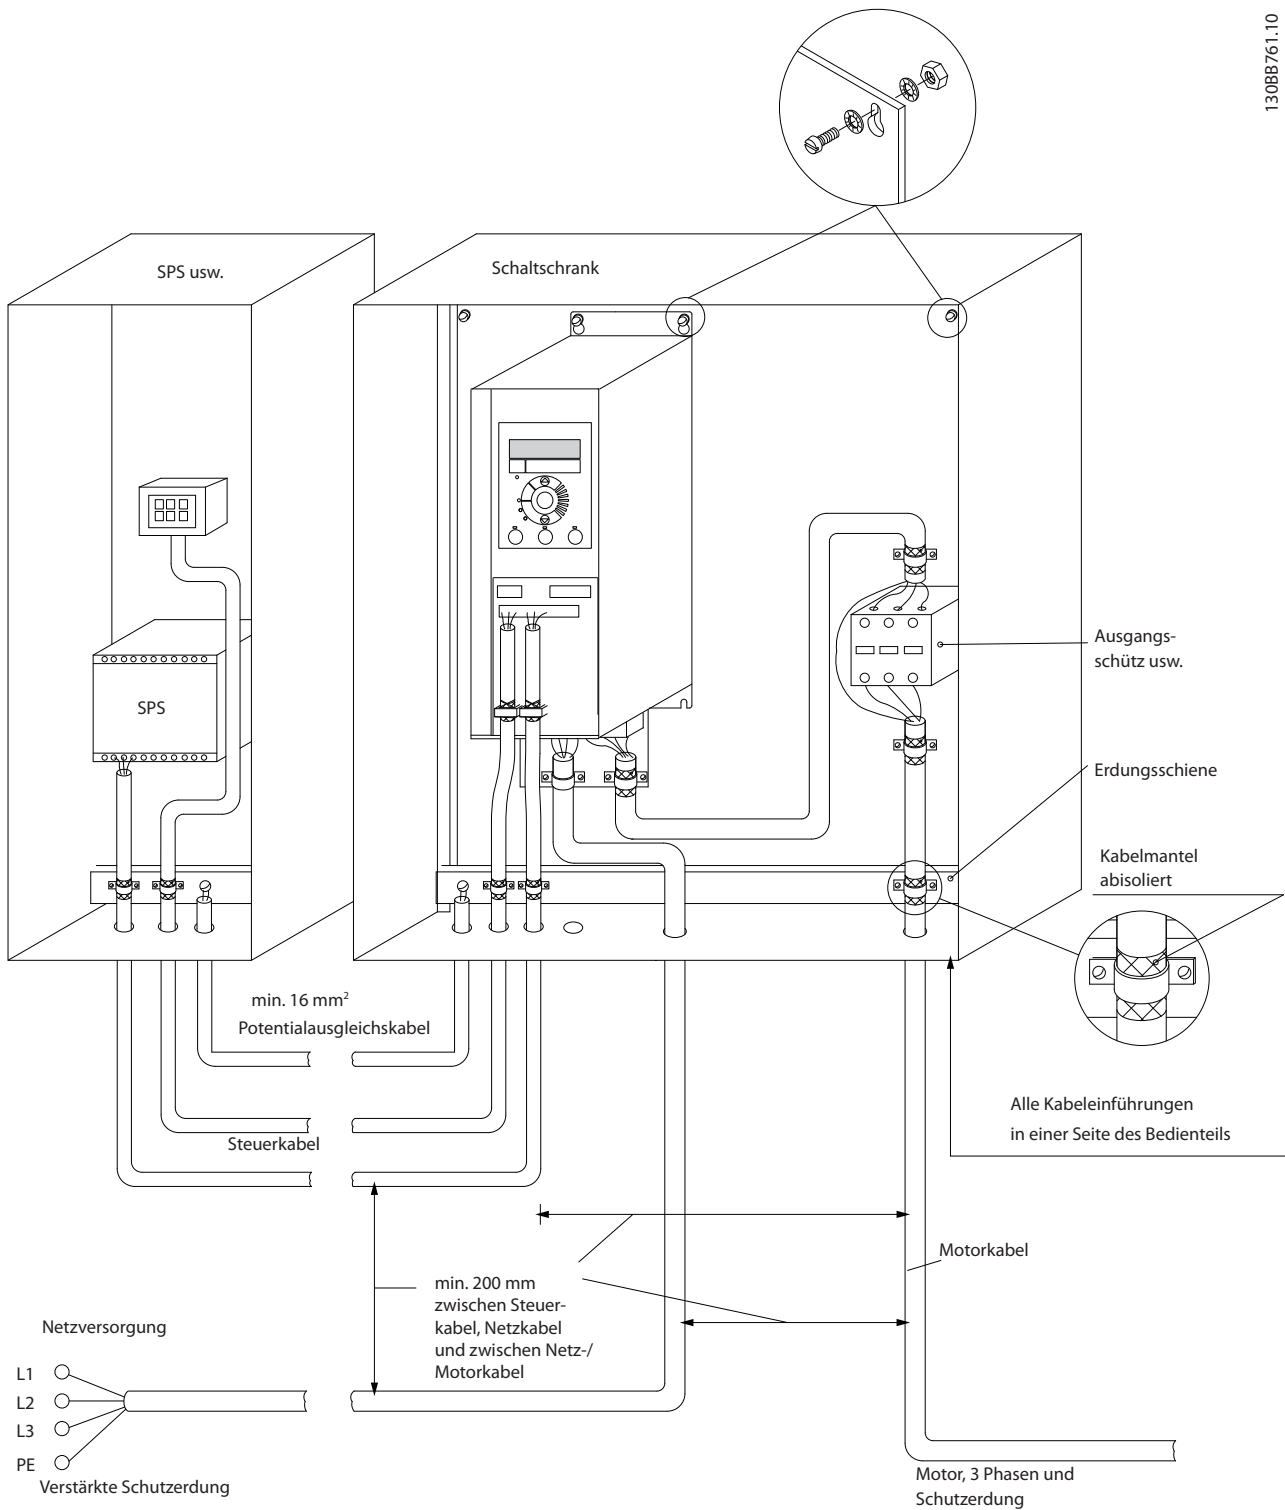 130BB761.10
SPS usw.
Schaltschrank
Ausgangs-
schütz usw.
SPS
Erdungsschiene
Kabelmantel
abisoliert
min. 16 mm²
Potentialausgleichskabel
Alle Kabeleinführungen
in einer Seite des Bedienteils
Steuerkabel
Motorkabel
min. 200 mm
zwischen Steuer-
kabel, Netzkabel
und zwischen Netz-/
Motorkabel
Netzversorgung
L1
L2
L3
PE
Verstärkte Schutzerdung
Motor, 3 Phasen und
Schutzerdung